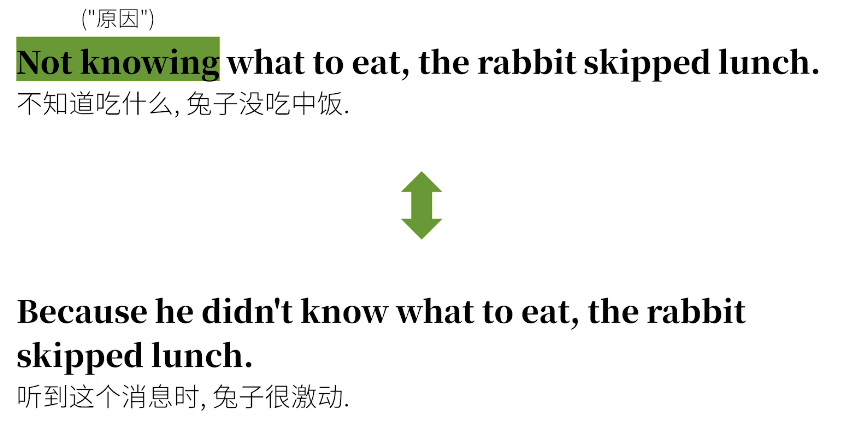 ("原因")
Not knowing what to eat, the rabbit skipped lunch.
不知道吃什么, 兔子没吃中饭.
Because he didn't know what to eat, the rabbit
skipped lunch.
听到这个消息时, 兔子很激动.